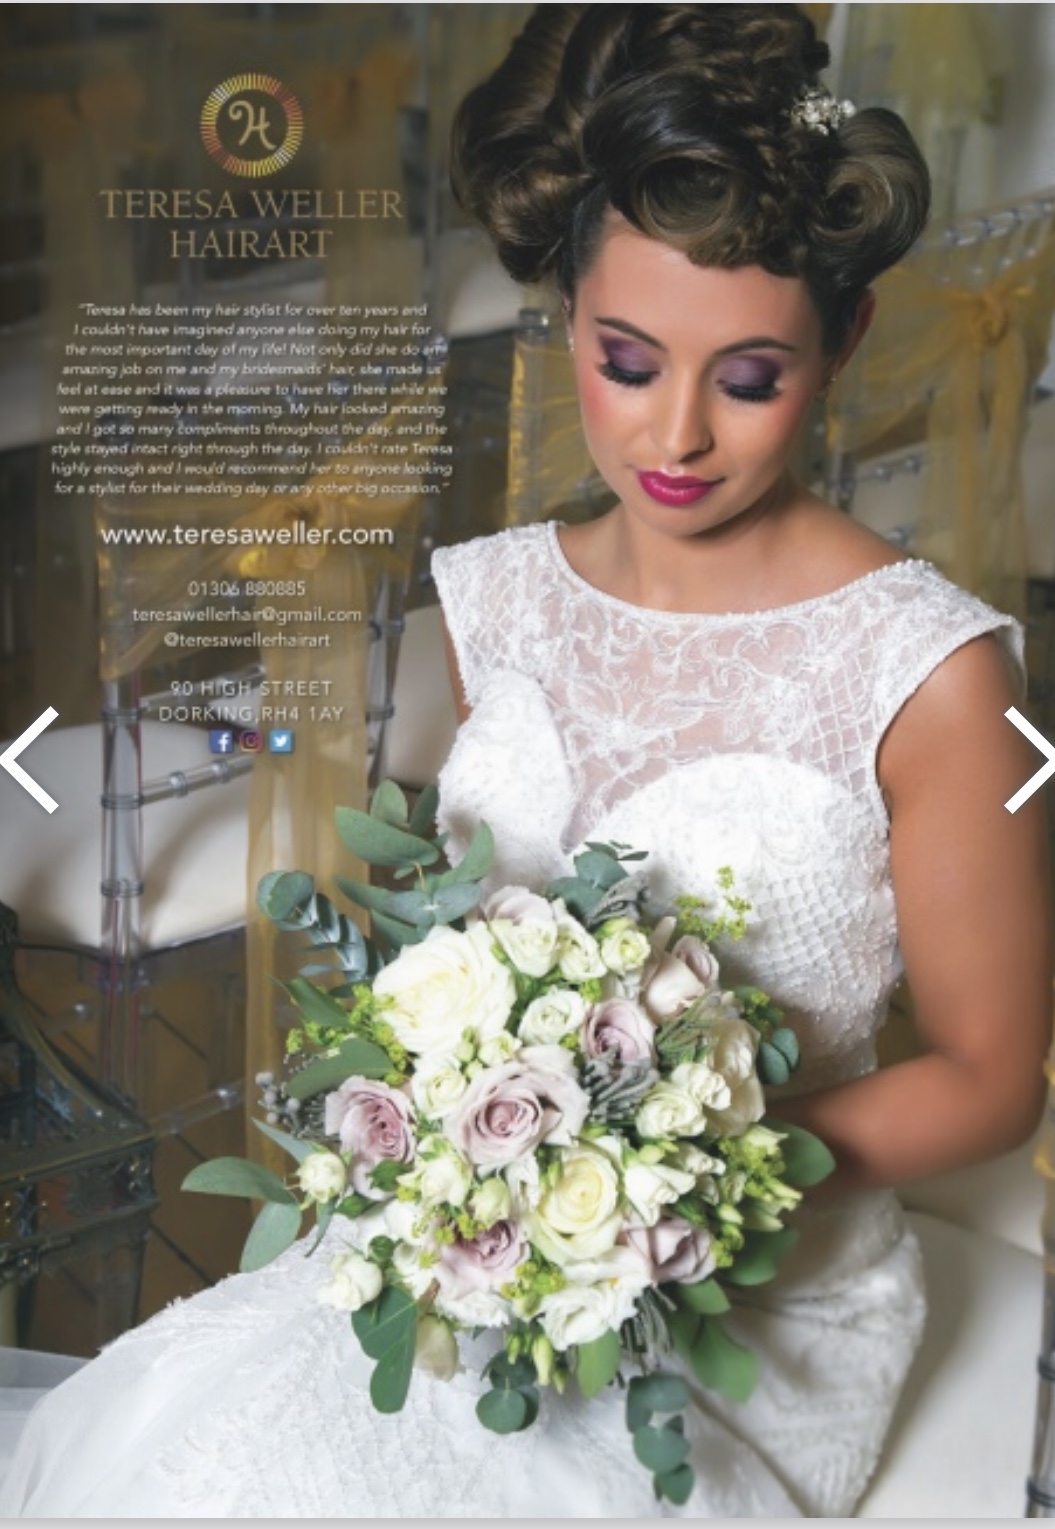 H
TERESA WELLER
HAIRART
"Teresa has been my hair stylist for over ten years and
I couldn't have imagined anyone else doing my hair for
the most important day of my life! Not only did she do an
amazing job on me and my bridesmaids' hair, she made us
feel at ease and it was a pleasure to have her there while we
were getting ready in the morning. My hair looked amazing
and I got so many compliments throughout the day, and the
style stayed intact right through the day. I couldn't rate Teresa
highly enough and I would recommend her to anyone looking
for a stylist for their wedding day or any other big occasion."
www.teresaweller.com
01306 880885
teresawellerhair@gmail.com
@teresawellerhairart
90 HIGH STREET
DORKING,RH4 1AY